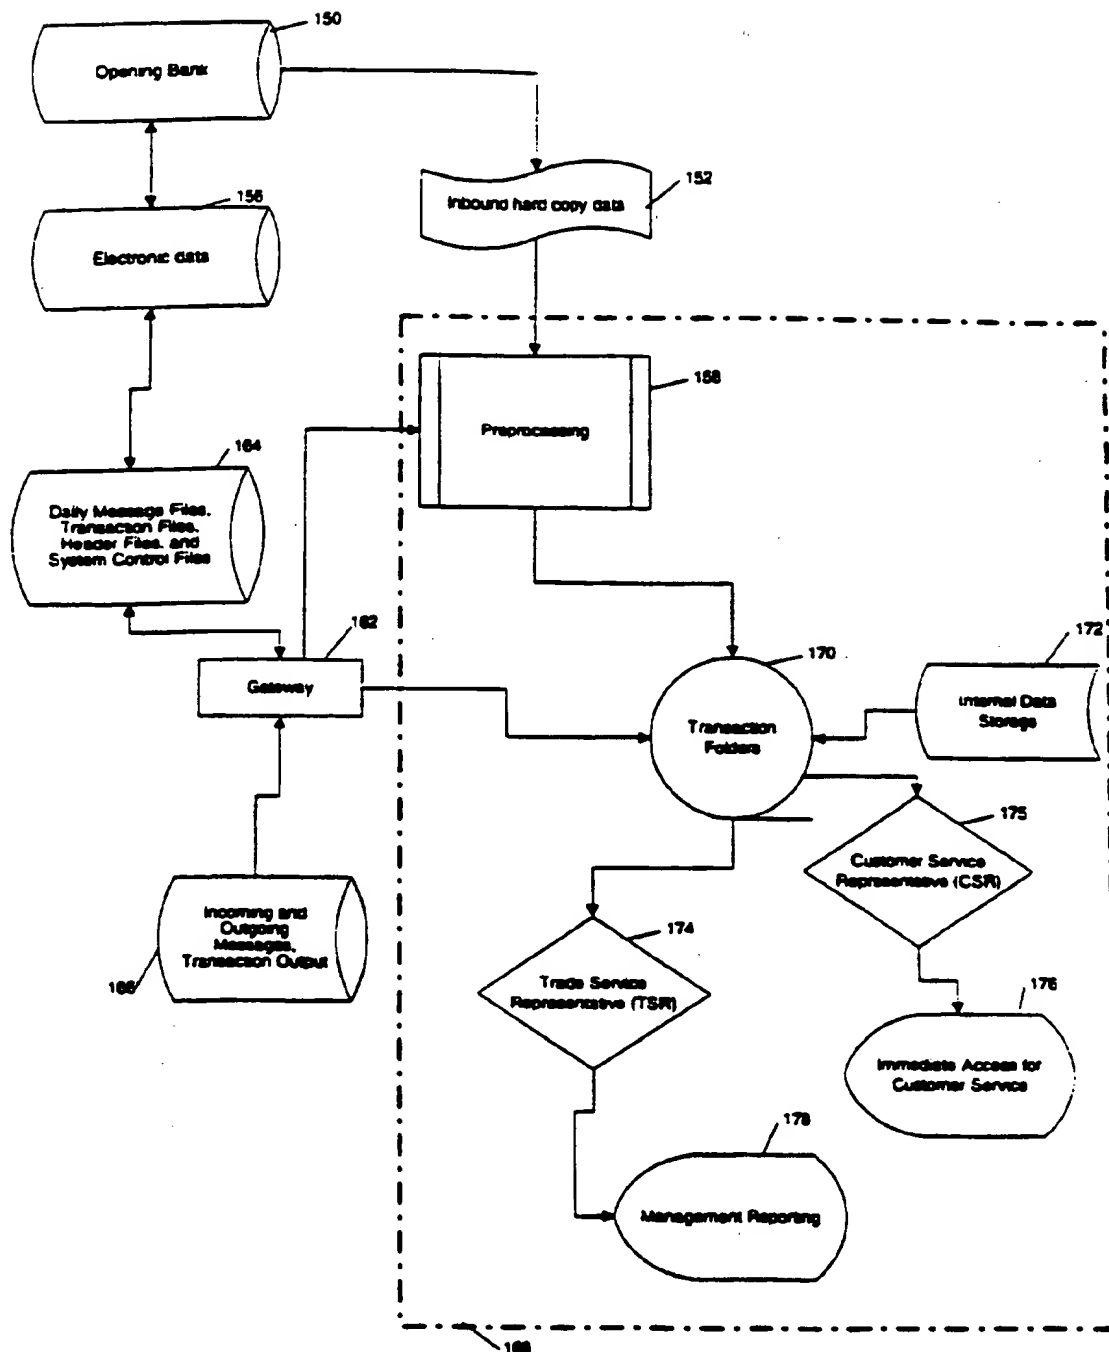 150
Opening Bank
156
152
Inbound hard copy data
Electronic data
158
Preprocessing
164
Daily Message Files,
Transaction Files,
Header Files, and
System Control Files
162
Gateway
170
172
Transaction
Folders
Internal Data
Storage
175
Customer Service
Representative (CSR)
Incoming and
Outgoing
Messages,
Transaction Output
174
Trade Service
Representative (TSR)
176
Immediate Access for
Customer Service
178
Management Reporting